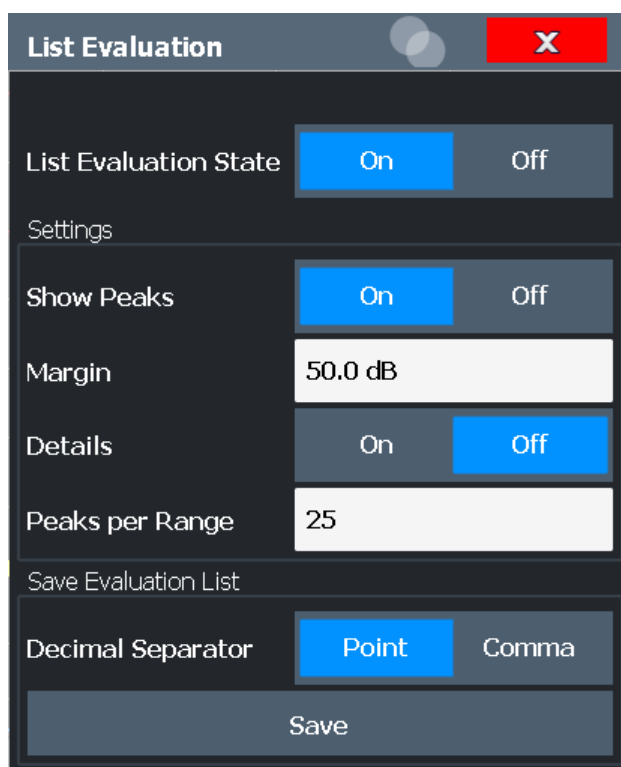 List Evaluation X
List Evaluation State On Off
Settings
Show Peaks On Off
Margin 50.0 dB
Details On Off
Peaks per Range 25
Save Evaluation List
Decimal Separator Point Comma
Save